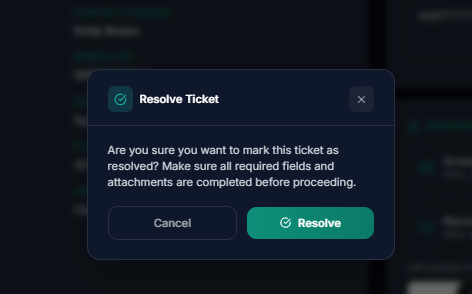 Resolve Ticket
Are you sure you want to mark this ticket as
resolved? Make sure all required fields and
attachments are completed before proceeding.
Cancel
Resolve